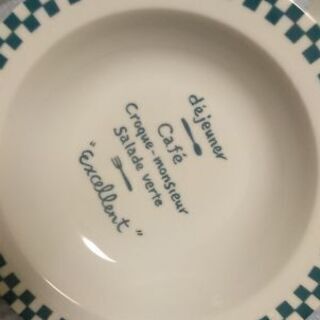 déjeuner
Café
Croque-monsieur
Salade verte
"excellent"